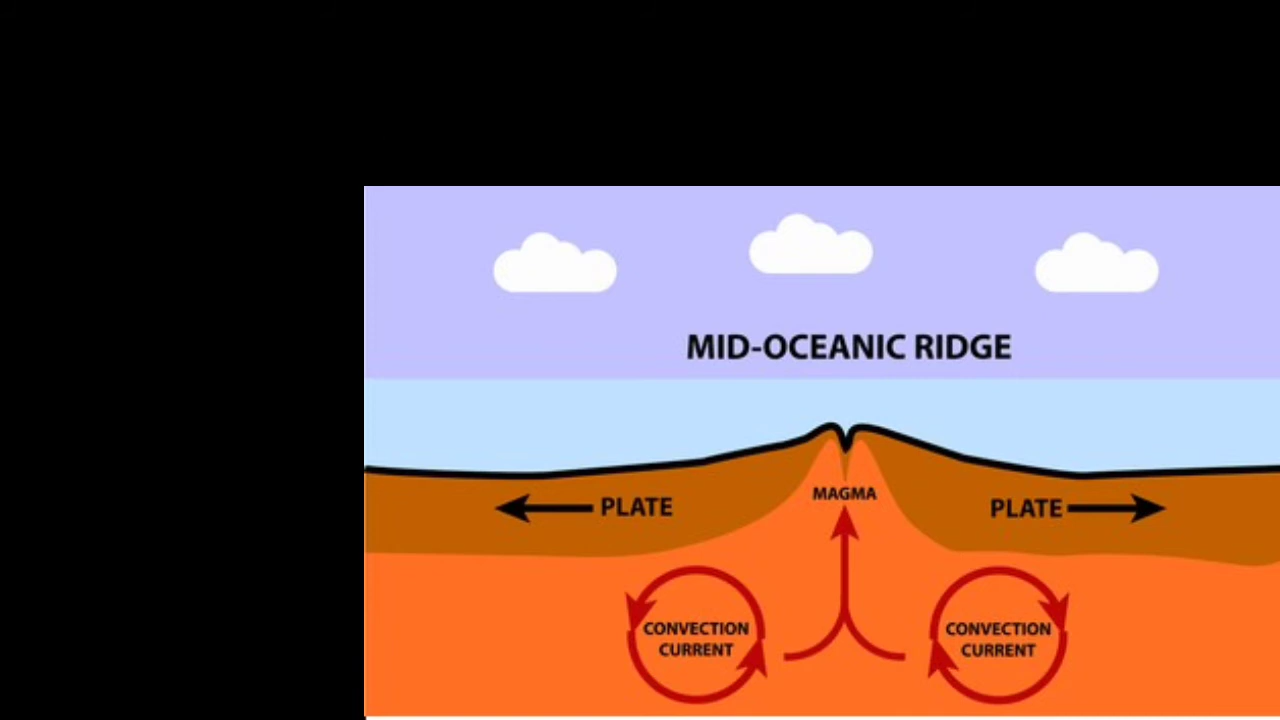 MID-OCEANIC RIDGE
MAGMA
PLATE
PLATE
CONVECTION
CURRENT
CONVECTION
CURRENT